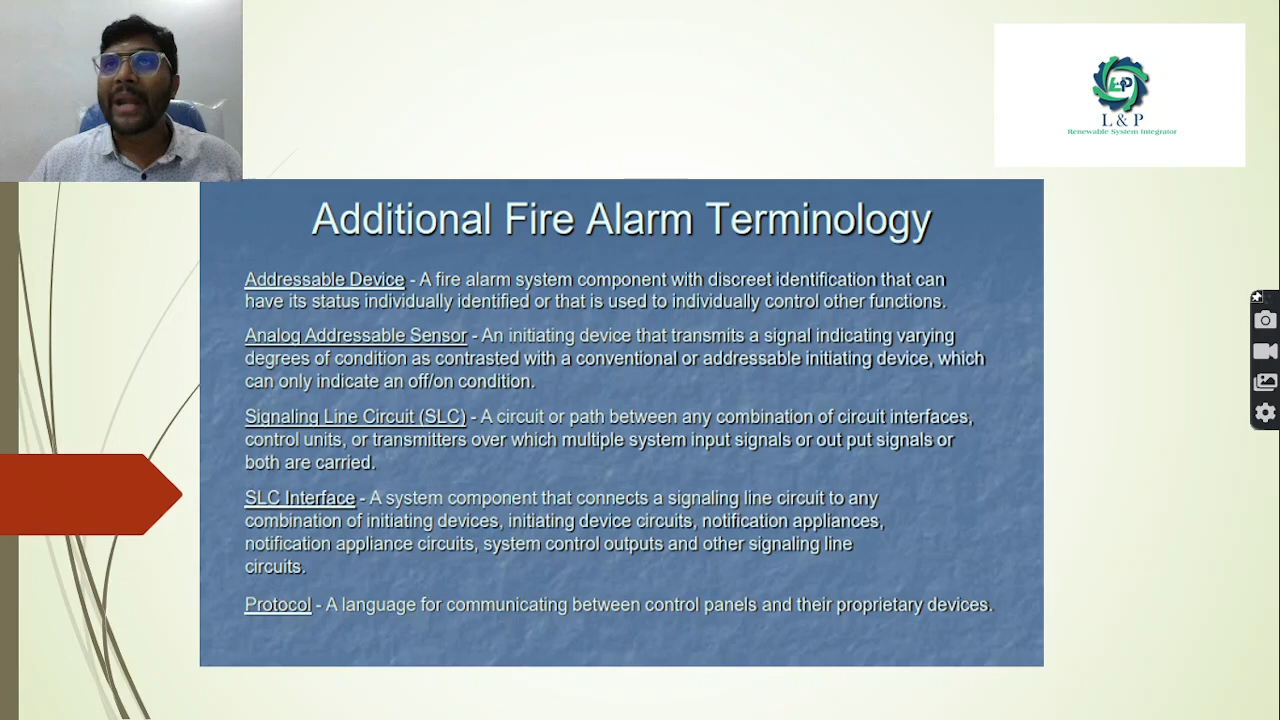 L & P
Renewable System Integrator
Additional Fire Alarm Terminology
Addressable Device - A fire alarm system component with discreet identification that can
have its status individually identified or that is used to individually control other functions.
Analog Addressable Sensor - An initiating device that transmits a signal indicating varying
degrees of condition as contrasted with a conventional or addressable initiating device, which
can only indicate an off/on condition.
Signaling Line Circuit (SLC) - A circuit or path between any combination of circuit interfaces,
control units, or transmitters over which multiple system input signals or out put signals or
both are carried.
SLC Interface - A system component that connects a signaling line circuit to any
combination of initiating devices, initiating device circuits, notification appliances,
notification appliance circuits, system control outputs and other signaling line
circuits.
Protocol - A language for communicating between control panels and their proprietary devices.